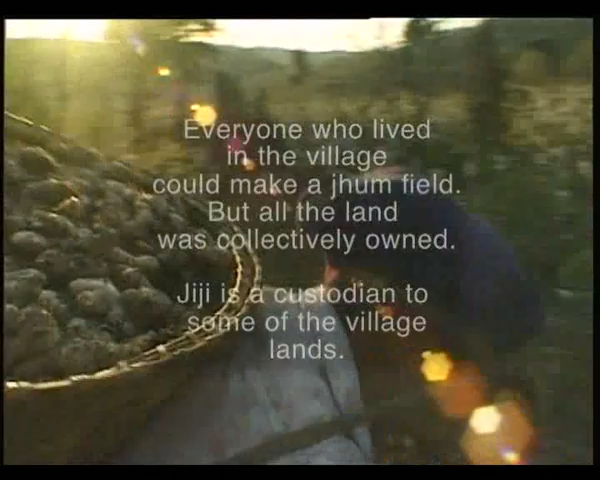 Everyone who lived
in the village
could make a jhum field.
But all the land
was collectively owned.
Jiji is a custodian to
some of the village
lands.